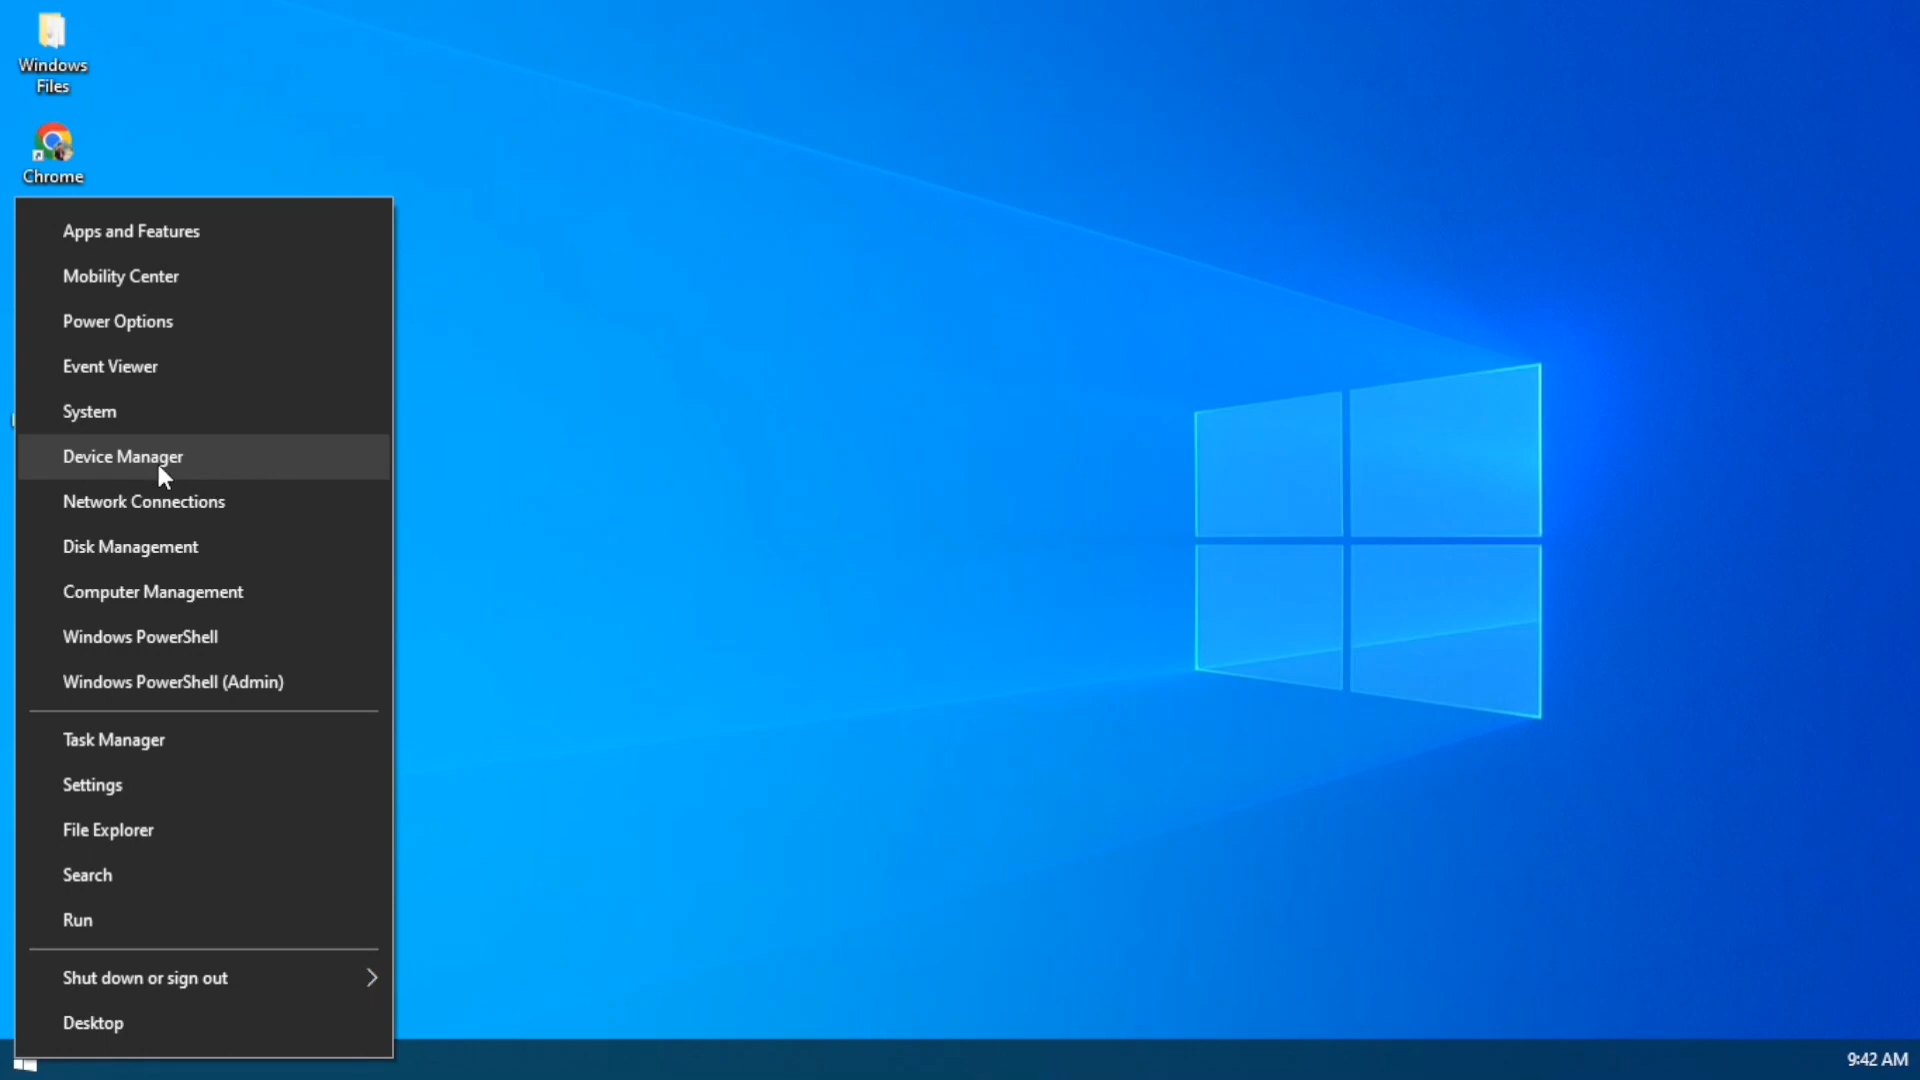 Windows
Files
Chrome
Apps and Features
Mobility Center
Power Options
Event Viewer
System
Device Manager
Network Connections
Disk Management
Computer Management
Windows PowerShell
Windows PowerShell (Admin)
Task Manager
Settings
File Explorer
Search
Run
Shut down or sign out
Desktop
9:42 AM